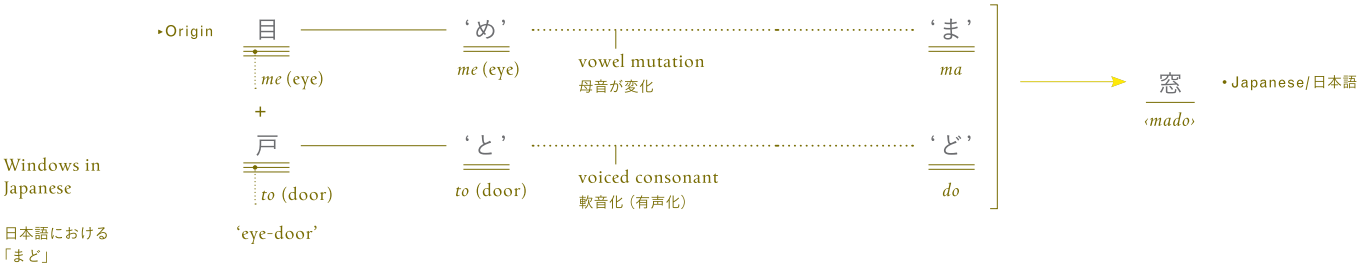 ▸Origin
目
‘め’
‘ま’
me (eye)
me (eye)
vowel mutation
母音が変化
ma
+
窓
‹mado›
•Japanese/日本語
戸
‘と’
‘ど’
to (door)
to (door)
voiced consonant
軟音化（有声化）
do
‘eye-door’
Windows in
Japanese
日本語における
「まど」